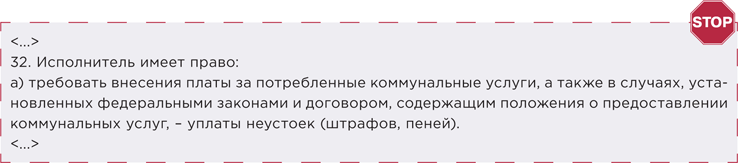 STOP
<...>
32. Исполнитель имеет право:
а) требовать внесения платы за потребленные коммунальные услуги, а также в случаях, уста-
новленных федеральными законами и договором, содержащим положения о предоставлении
коммунальных услуг, – уплаты неустоек (штрафов, пеней).
<...>